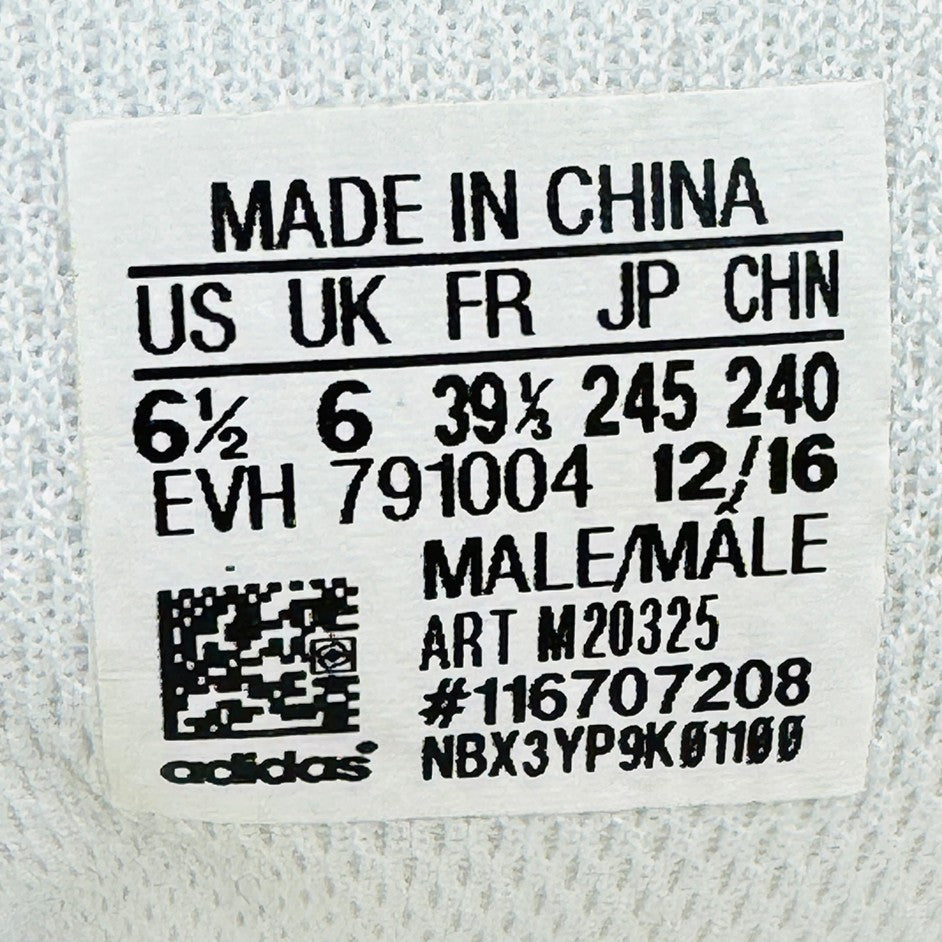 MADE IN CHINA
US UK FR JP CHN
6½ 6 39⅓ 245 240
EVH 791004 12/16
MALE/MÂLE
ART M20325
#116707208
NBX3YP9K01100
adidas